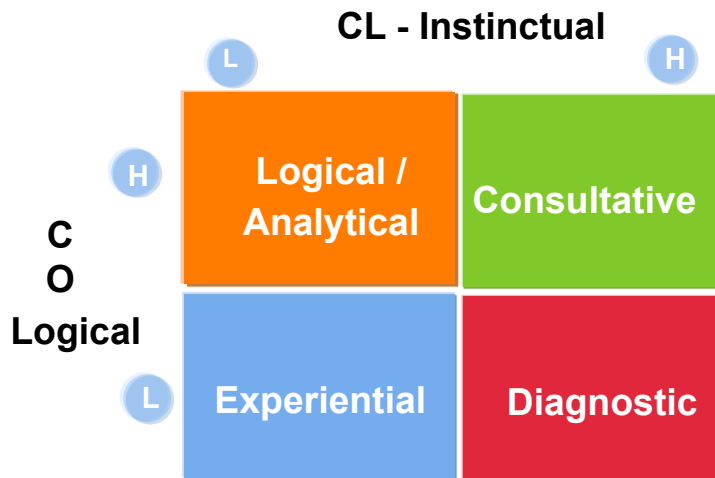 CL - Instinctual
L
H
H
Logical /
Analytical
Consultative
C
O
Logical
L
Experiential
Diagnostic